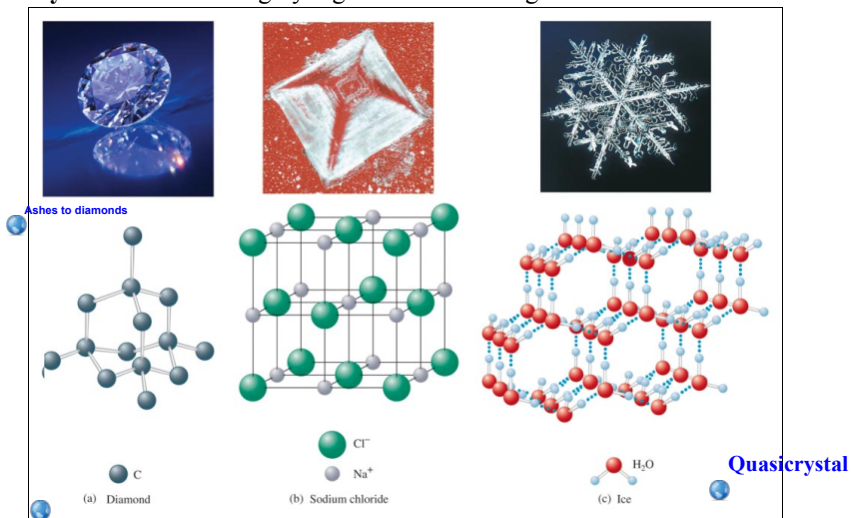 Ashes to diamonds
Cl⁻
Na⁺
C
H₂O
Quasicrystal
(a) Diamond
(b) Sodium chloride
(c) Ice